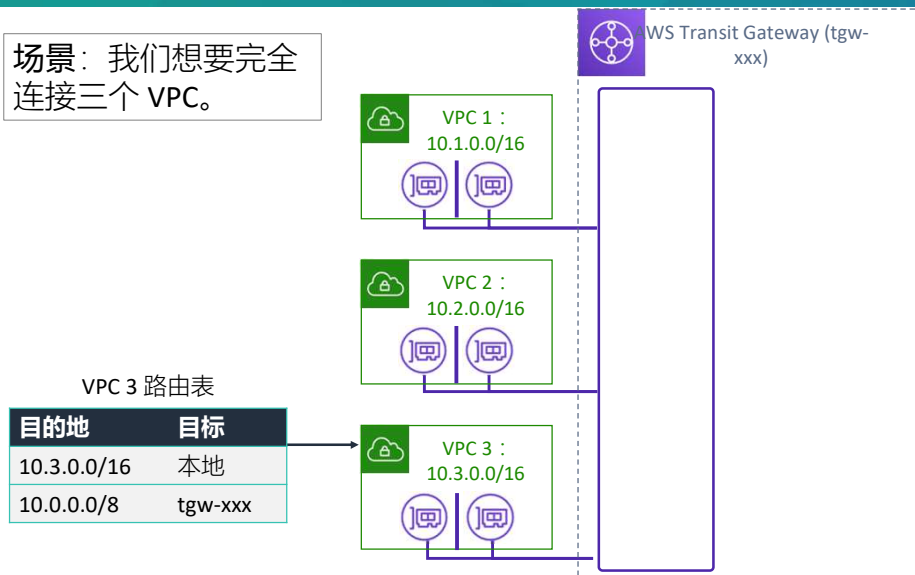 AWS Transit Gateway (tgw-
xxx)
场景：我们想要完全
连接三个 VPC。
VPC 1：
10.1.0.0/16
VPC 2：
10.2.0.0/16
VPC 3 路由表
目的地 目标
10.3.0.0/16 本地
10.0.0.0/8 tgw-xxx
VPC 3：
10.3.0.0/16